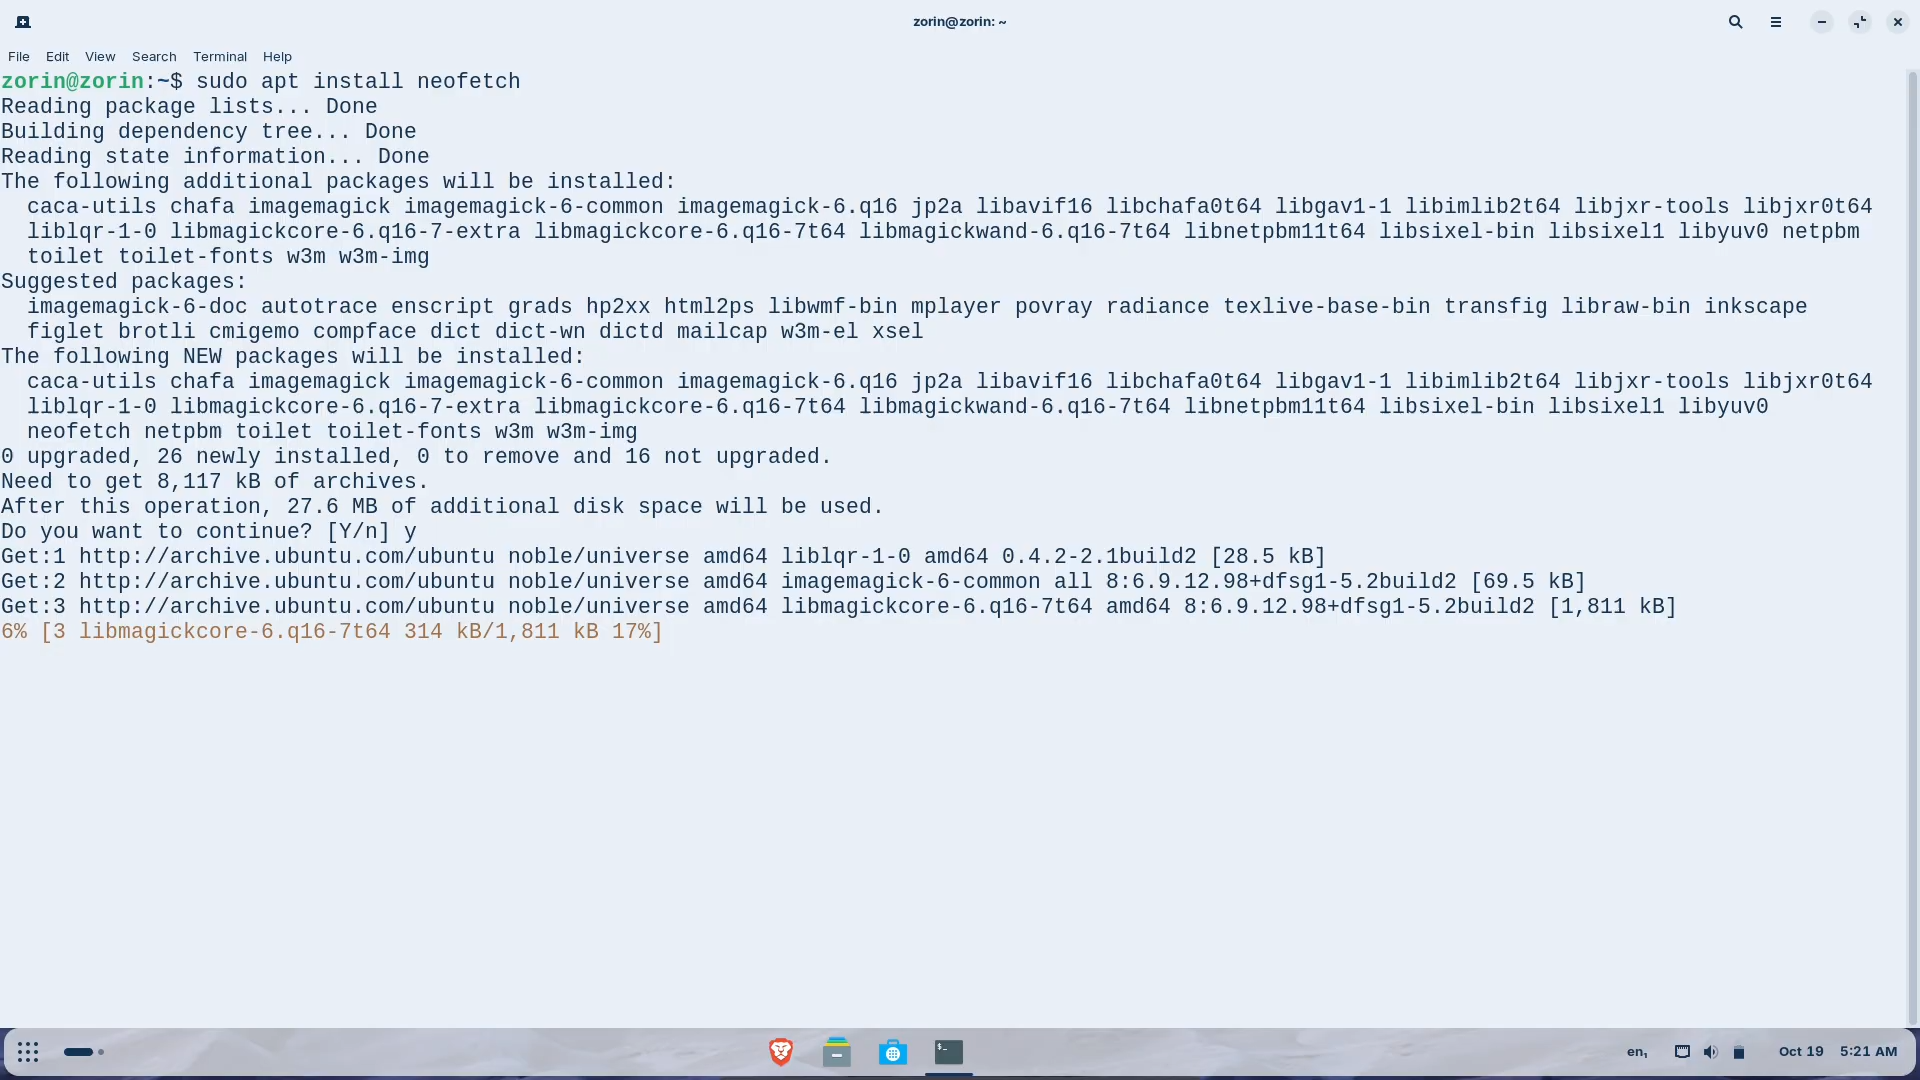 zorin@zorin: ~
File Edit View Search Terminal Help
zorin@zorin:~$ sudo apt install neofetch
Reading package lists... Done
Building dependency tree... Done
Reading state information... Done
The following additional packages will be installed:
  caca-utils chafa imagemagick imagemagick-6-common imagemagick-6.q16 jp2a libavif16 libchafa0t64 libgav1-1 libimlib2t64 libjxr-tools libjxr0t64
  liblqr-1-0 libmagickcore-6.q16-7-extra libmagickcore-6.q16-7t64 libmagickwand-6.q16-7t64 libnetpbm11t64 libsixel-bin libsixel1 libyuv0 netpbm
  toilet toilet-fonts w3m w3m-img
Suggested packages:
  imagemagick-6-doc autotrace enscript grads hp2xx html2ps libwmf-bin mplayer povray radiance texlive-base-bin transfig libraw-bin inkscape
  figlet brotli cmigemo compface dict dict-wn dictd mailcap w3m-el xsel
The following NEW packages will be installed:
  caca-utils chafa imagemagick imagemagick-6-common imagemagick-6.q16 jp2a libavif16 libchafa0t64 libgav1-1 libimlib2t64 libjxr-tools libjxr0t64
  liblqr-1-0 libmagickcore-6.q16-7-extra libmagickcore-6.q16-7t64 libmagickwand-6.q16-7t64 libnetpbm11t64 libsixel-bin libsixel1 libyuv0
  neofetch netpbm toilet toilet-fonts w3m w3m-img
0 upgraded, 26 newly installed, 0 to remove and 16 not upgraded.
Need to get 8,117 kB of archives.
After this operation, 27.6 MB of additional disk space will be used.
Do you want to continue? [Y/n] y
Get:1 http://archive.ubuntu.com/ubuntu noble/universe amd64 liblqr-1-0 amd64 0.4.2-2.1build2 [28.5 kB]
Get:2 http://archive.ubuntu.com/ubuntu noble/universe amd64 imagemagick-6-common all 8:6.9.12.98+dfsg1-5.2build2 [69.5 kB]
Get:3 http://archive.ubuntu.com/ubuntu noble/universe amd64 libmagickcore-6.q16-7t64 amd64 8:6.9.12.98+dfsg1-5.2build2 [1,811 kB]
6% [3 libmagickcore-6.q16-7t64 314 kB/1,811 kB 17%]
$_ en₁ Oct 19 5:21 AM